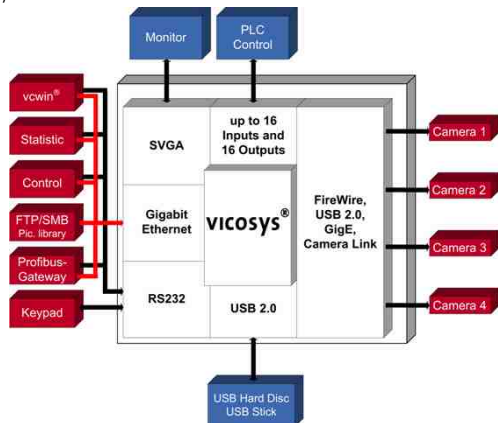 Monitor
PLC
Control
vcwin®
Statistic
Control
FTP/SMB
Pic. library
Profibus-
Gateway
Keypad
SVGA
up to 16
Inputs and
16 Outputs
Gigabit
Ethernet
VICOSYS®
FireWire,
USB 2.0,
GigE,
Camera Link
RS232
USB 2.0
Camera 1
Camera 2
Camera 3
Camera 4
USB Hard Disc
USB Stick